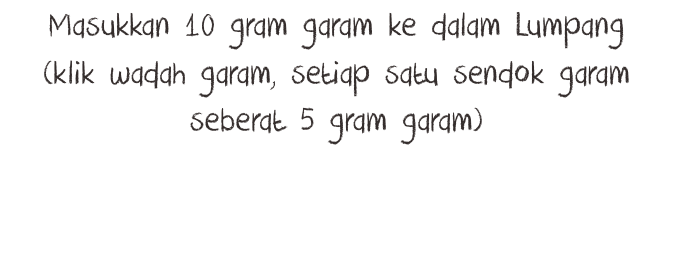 Masukkan 10 gram garam ke dalam Lumpang
(klik wadah garam, setiap satu sendok garam
seberat 5 gram garam)